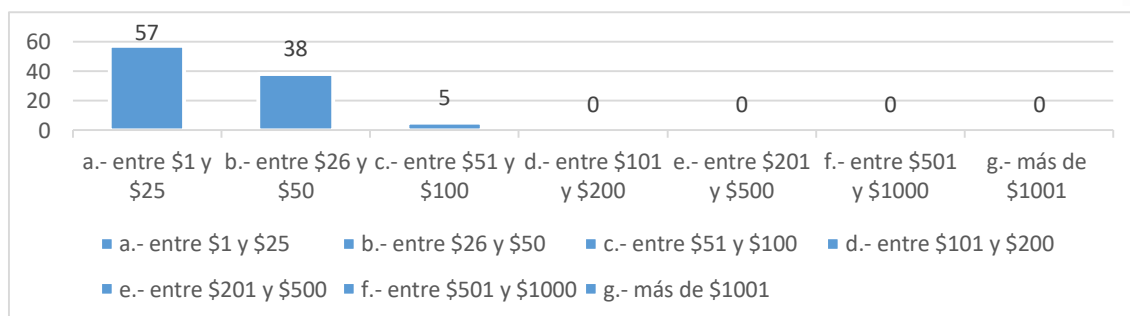 57
60
38
40
20
5
0
0
0
0
0
a.- entre $1 y $25
b.- entre $26 y $50
c.- entre $51 y $100
d.- entre $101 y $200
e.- entre $201 y $500
f.- entre $501 y $1000
g.- más de $1001
a.- entre $1 y $25
b.- entre $26 y $50
c.- entre $51 y $100
d.- entre $101 y $200
e.- entre $201 y $500
f.- entre $501 y $1000
g.- más de $1001